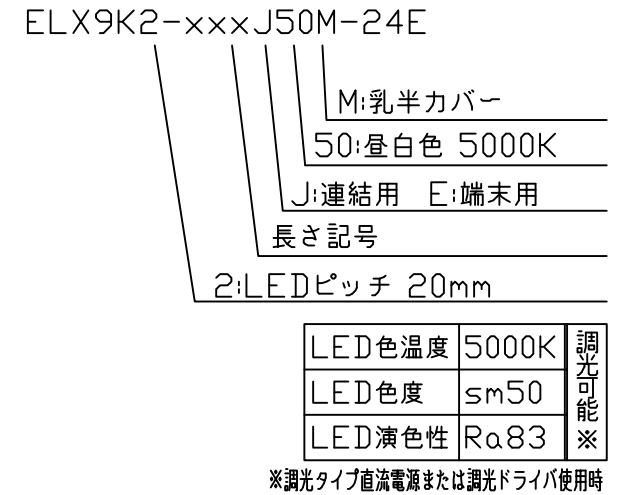 ELX9K2-xxxJ50M-24E
M:乳半カバー
50:昼白色 5000K
J:連結用 E:端末用
長さ記号
2:LEDピッチ 20mm
LED色温度 5000K
LED色度 sm50
LED演色性 Ra83
調光可能※
※調光タイプ直流電源または調光ドライバ使用時